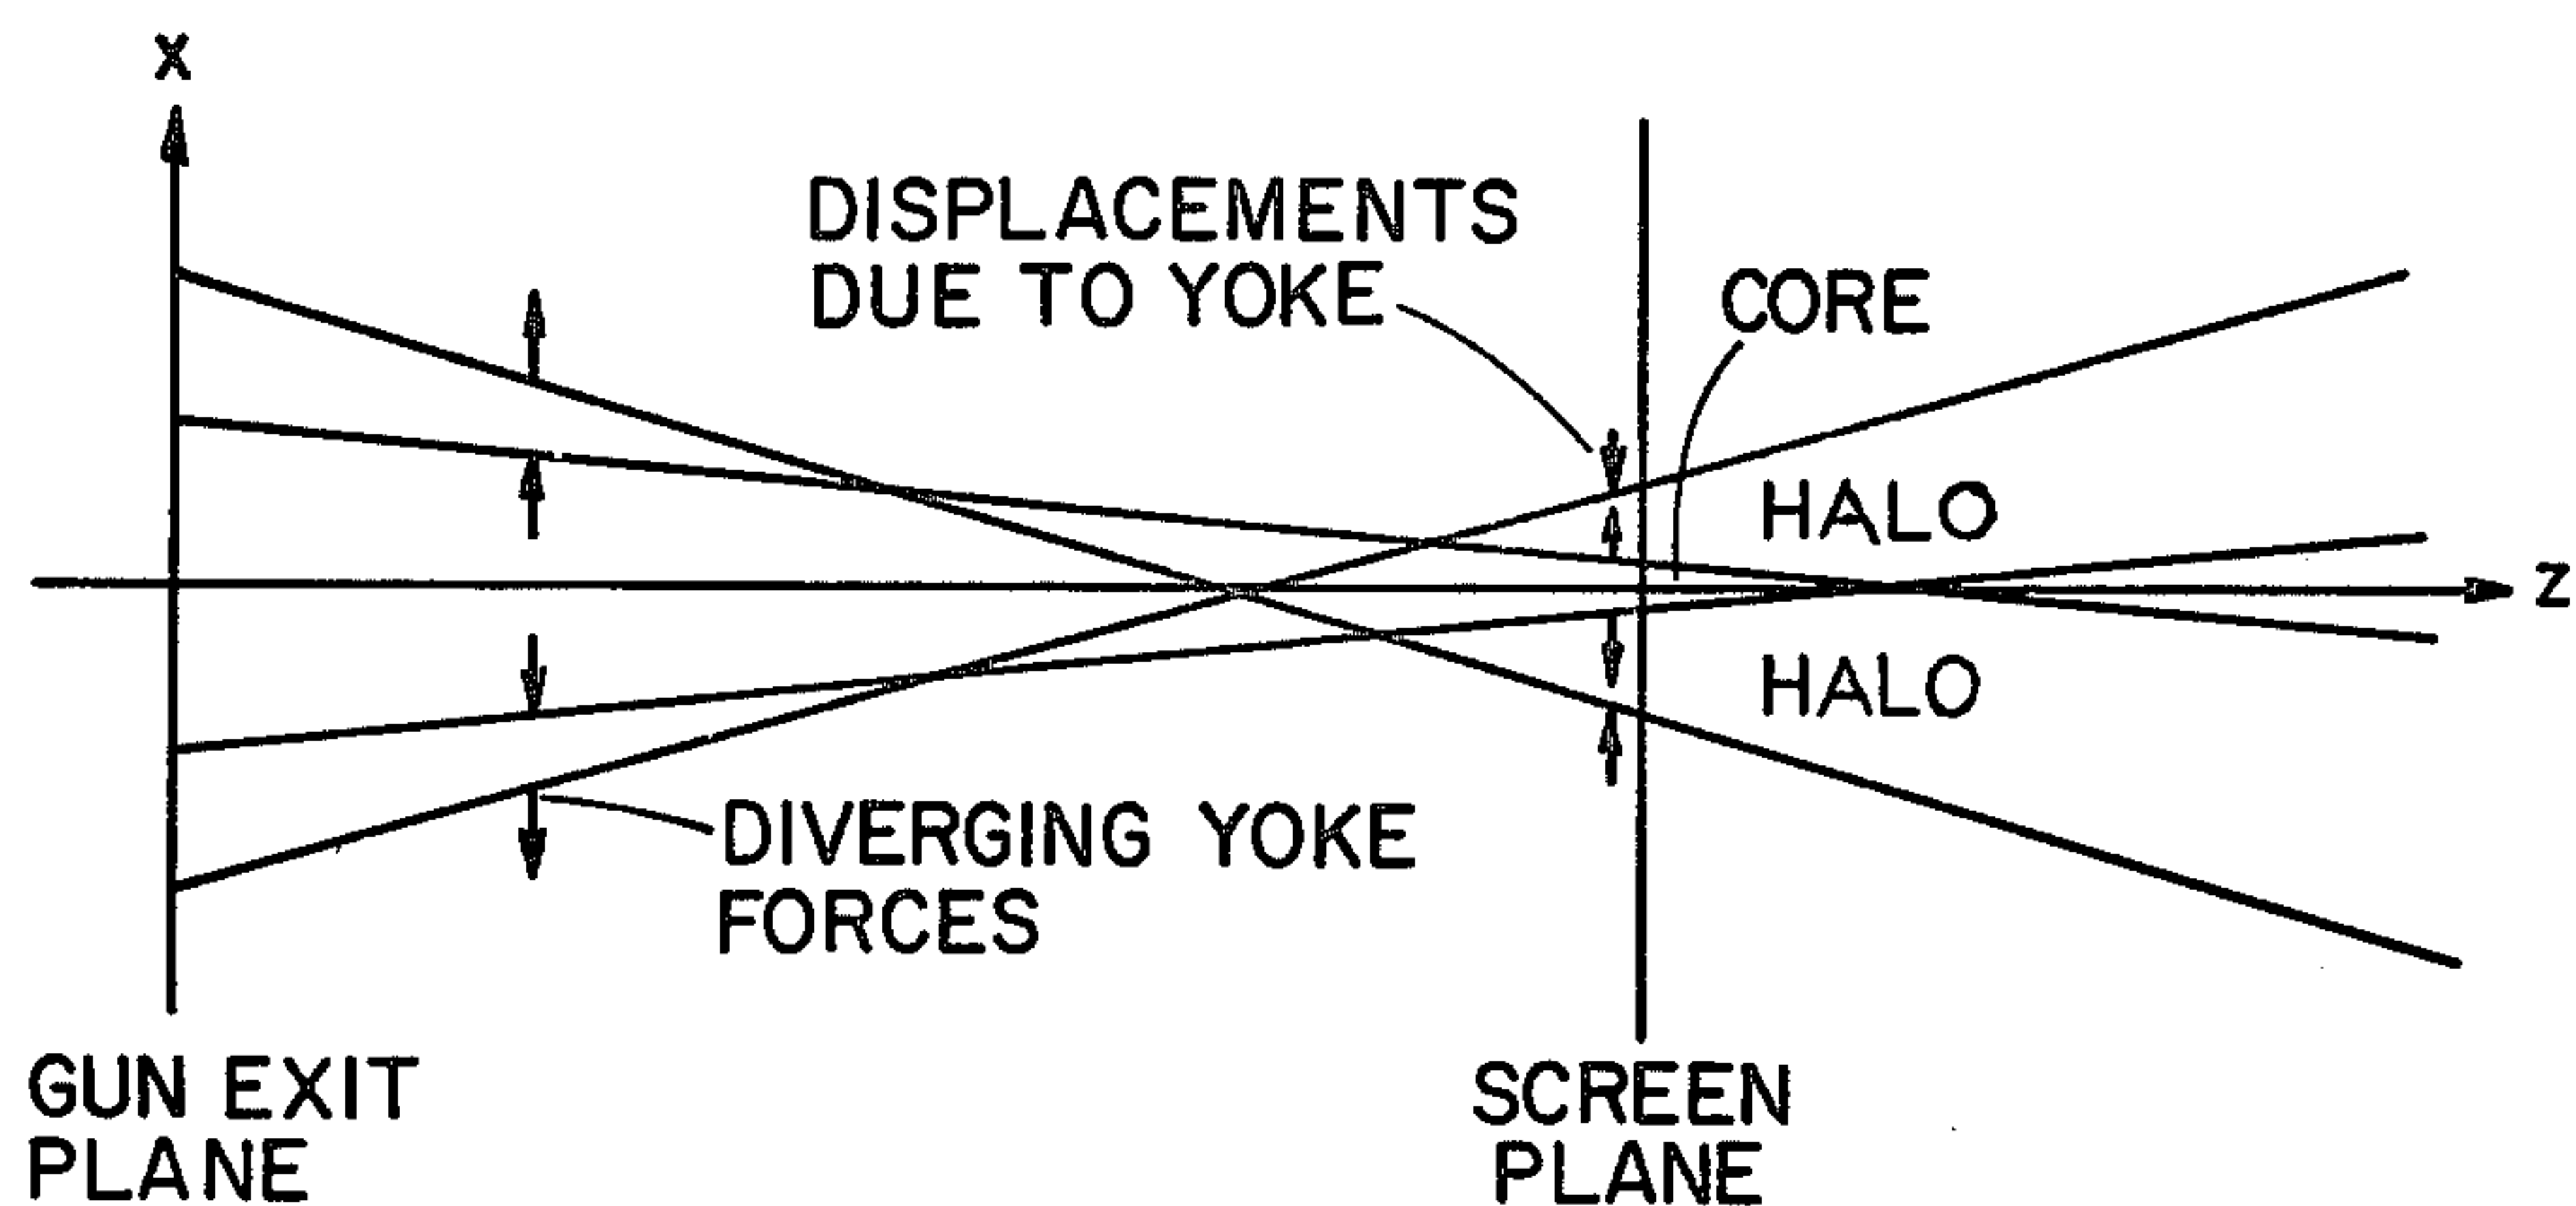 X
DISPLACEMENTS
DUE TO YOKE
CORE
HALO
Z
HALO
DIVERGING YOKE
FORCES
GUN EXIT
PLANE
SCREEN
PLANE